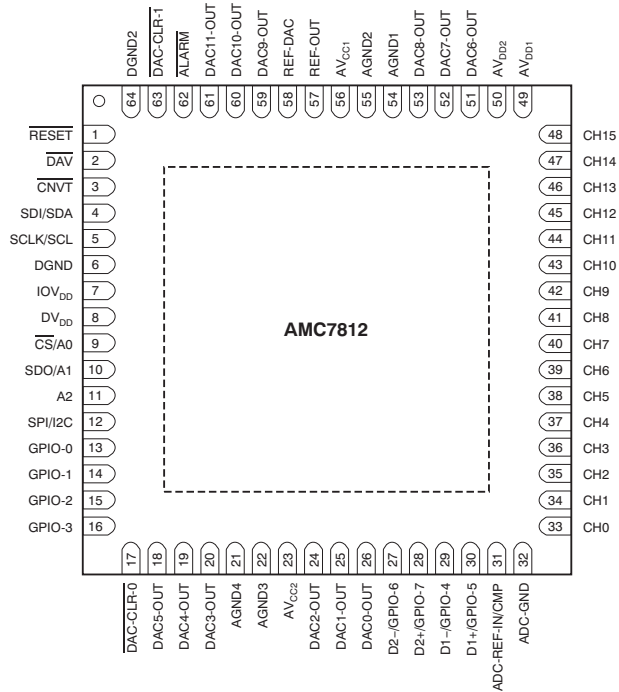 DGND2
DAC-CLR-1
ALARM
DAC11-OUT
DAC10-OUT
DAC9-OUT
REF-DAC
REF-OUT
AVCC1
AGND2
AGND1
DAC8-OUT
DAC7-OUT
DAC6-OUT
AVDD2
AVDD1
64 63 62 61 60 59 58 57 56 55 54 53 52 51 50 49
RESET 1
DAV 2
CNVT 3
SDI/SDA 4
SCLK/SCL 5
DGND 6
IOVDD 7
DVDD 8
CS/A0 9
SDO/A1 10
A2 11
SPI/I2C 12
GPIO-0 13
GPIO-1 14
GPIO-2 15
GPIO-3 16
AMC7812
48 CH15
47 CH14
46 CH13
45 CH12
44 CH11
43 CH10
42 CH9
41 CH8
40 CH7
39 CH6
38 CH5
37 CH4
36 CH3
35 CH2
34 CH1
33 CH0
17 18 19 20 21 22 23 24 25 26 27 28 29 30 31 32
DAC-CLR-0
DAC5-OUT
DAC4-OUT
DAC3-OUT
AGND4
AGND3
AVCC2
DAC2-OUT
DAC1-OUT
DAC0-OUT
D2−/GPIO-6
D2+/GPIO-7
D1−/GPIO-4
D1+/GPIO-5
ADC-REF-IN/CMP
ADC-GND